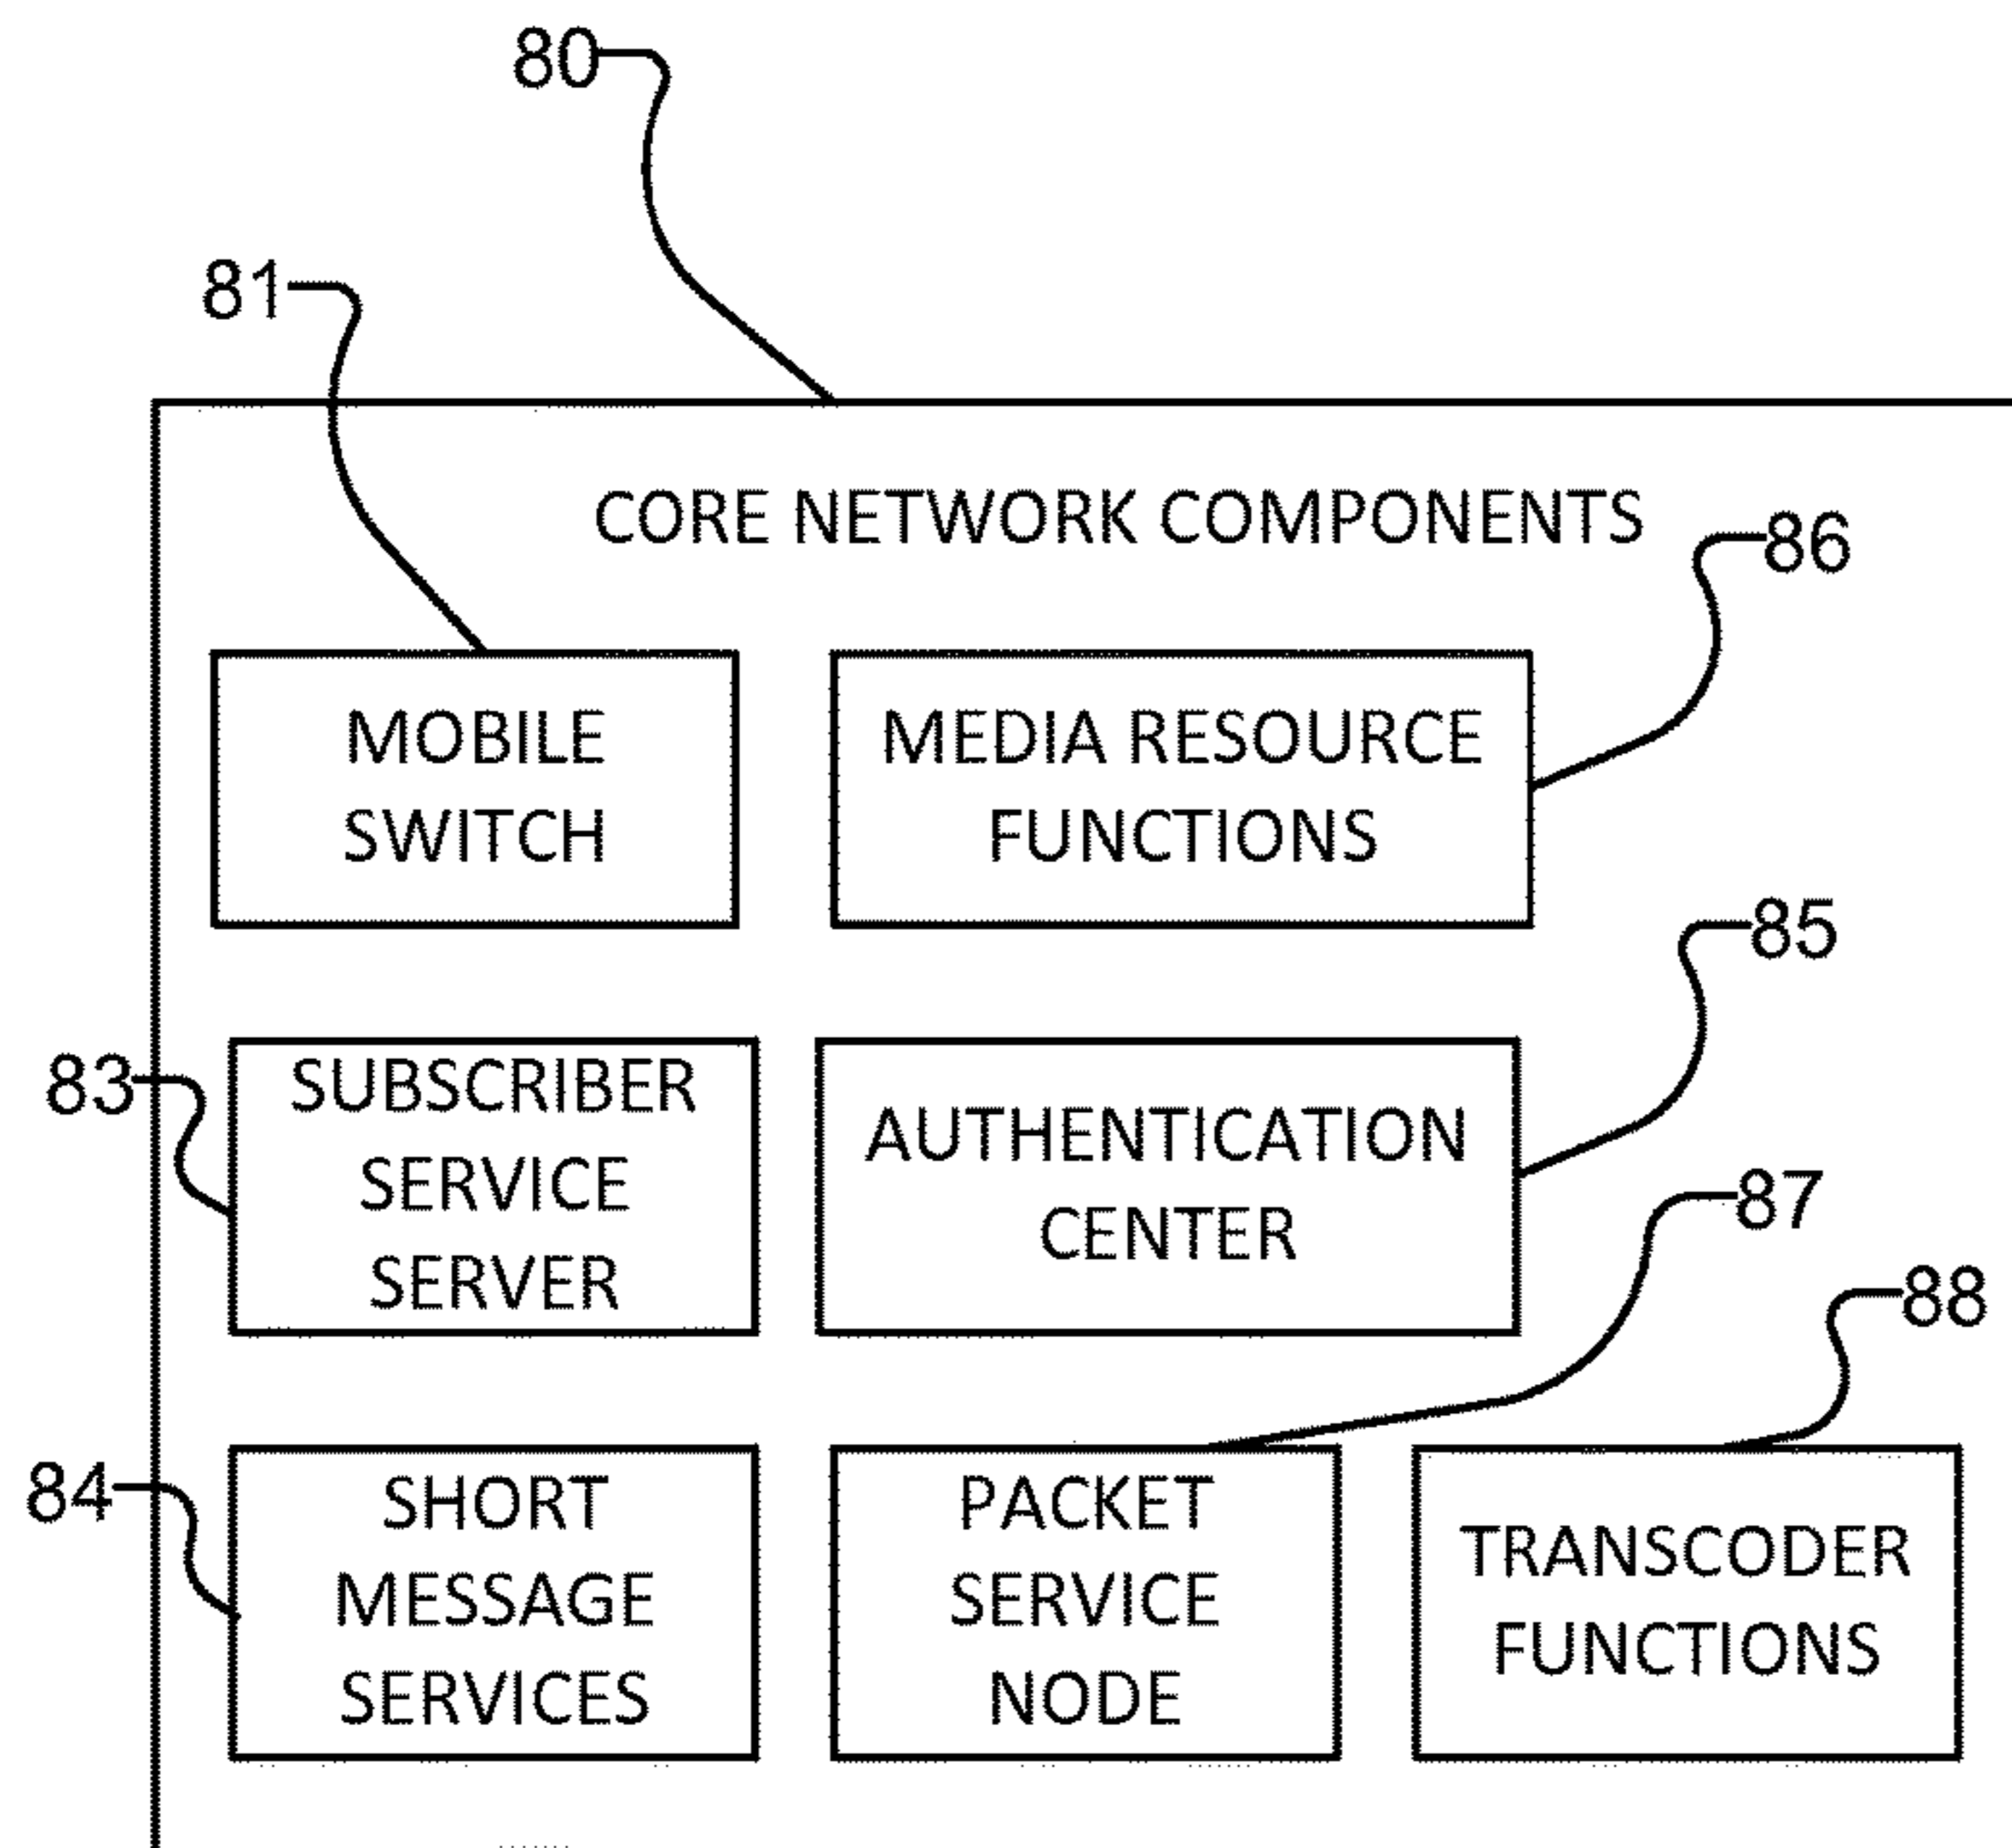 80
81
CORE NETWORK COMPONENTS
86
MOBILE
SWITCH
MEDIA RESOURCE
FUNCTIONS
85
83
SUBSCRIBER
SERVICE
SERVER
AUTHENTICATION
CENTER
87
88
84
SHORT
MESSAGE
SERVICES
PACKET
SERVICE
NODE
TRANSCODER
FUNCTIONS